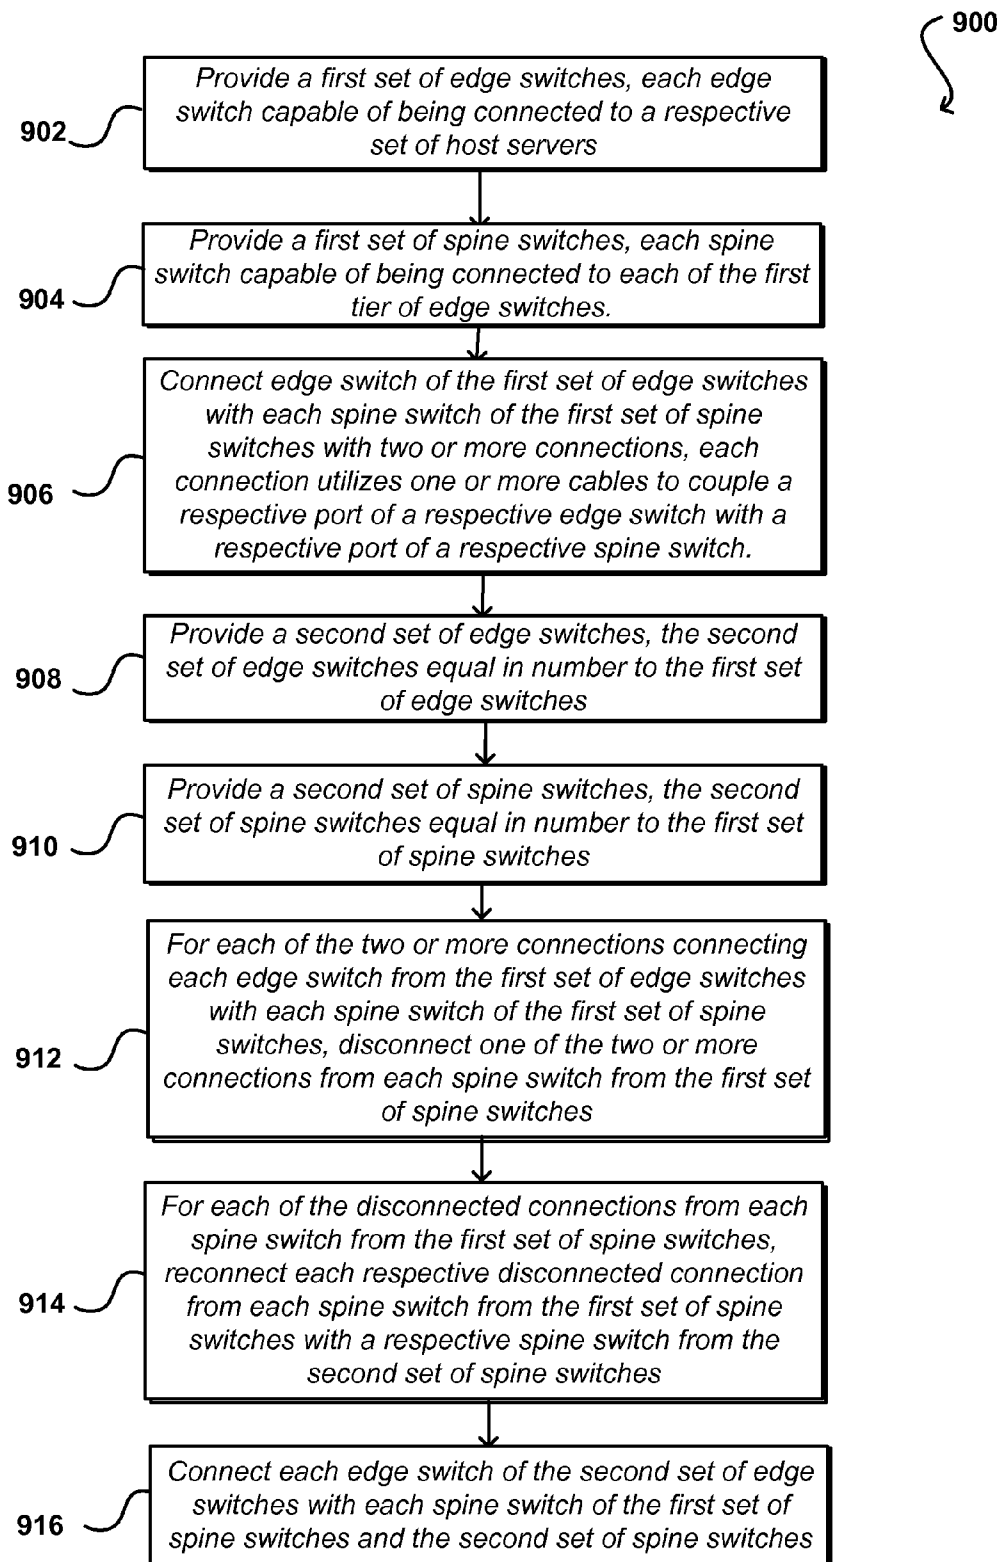 900
902
Provide a first set of edge switches, each edge
switch capable of being connected to a respective
set of host servers
904
Provide a first set of spine switches, each spine
switch capable of being connected to each of the first
tier of edge switches.
906
Connect edge switch of the first set of edge switches
with each spine switch of the first set of spine
switches with two or more connections, each
connection utilizes one or more cables to couple a
respective port of a respective edge switch with a
respective port of a respective spine switch.
908
Provide a second set of edge switches, the second
set of edge switches equal in number to the first set
of edge switches
910
Provide a second set of spine switches, the second
set of spine switches equal in number to the first set
of spine switches
912
For each of the two or more connections connecting
each edge switch from the first set of edge switches
with each spine switch of the first set of spine
switches, disconnect one of the two or more
connections from each spine switch from the first set
of spine switches
914
For each of the disconnected connections from each
spine switch from the first set of spine switches,
reconnect each respective disconnected connection
from each spine switch from the first set of spine
switches with a respective spine switch from the
second set of spine switches
916
Connect each edge switch of the second set of edge
switches with each spine switch of the first set of
spine switches and the second set of spine switches